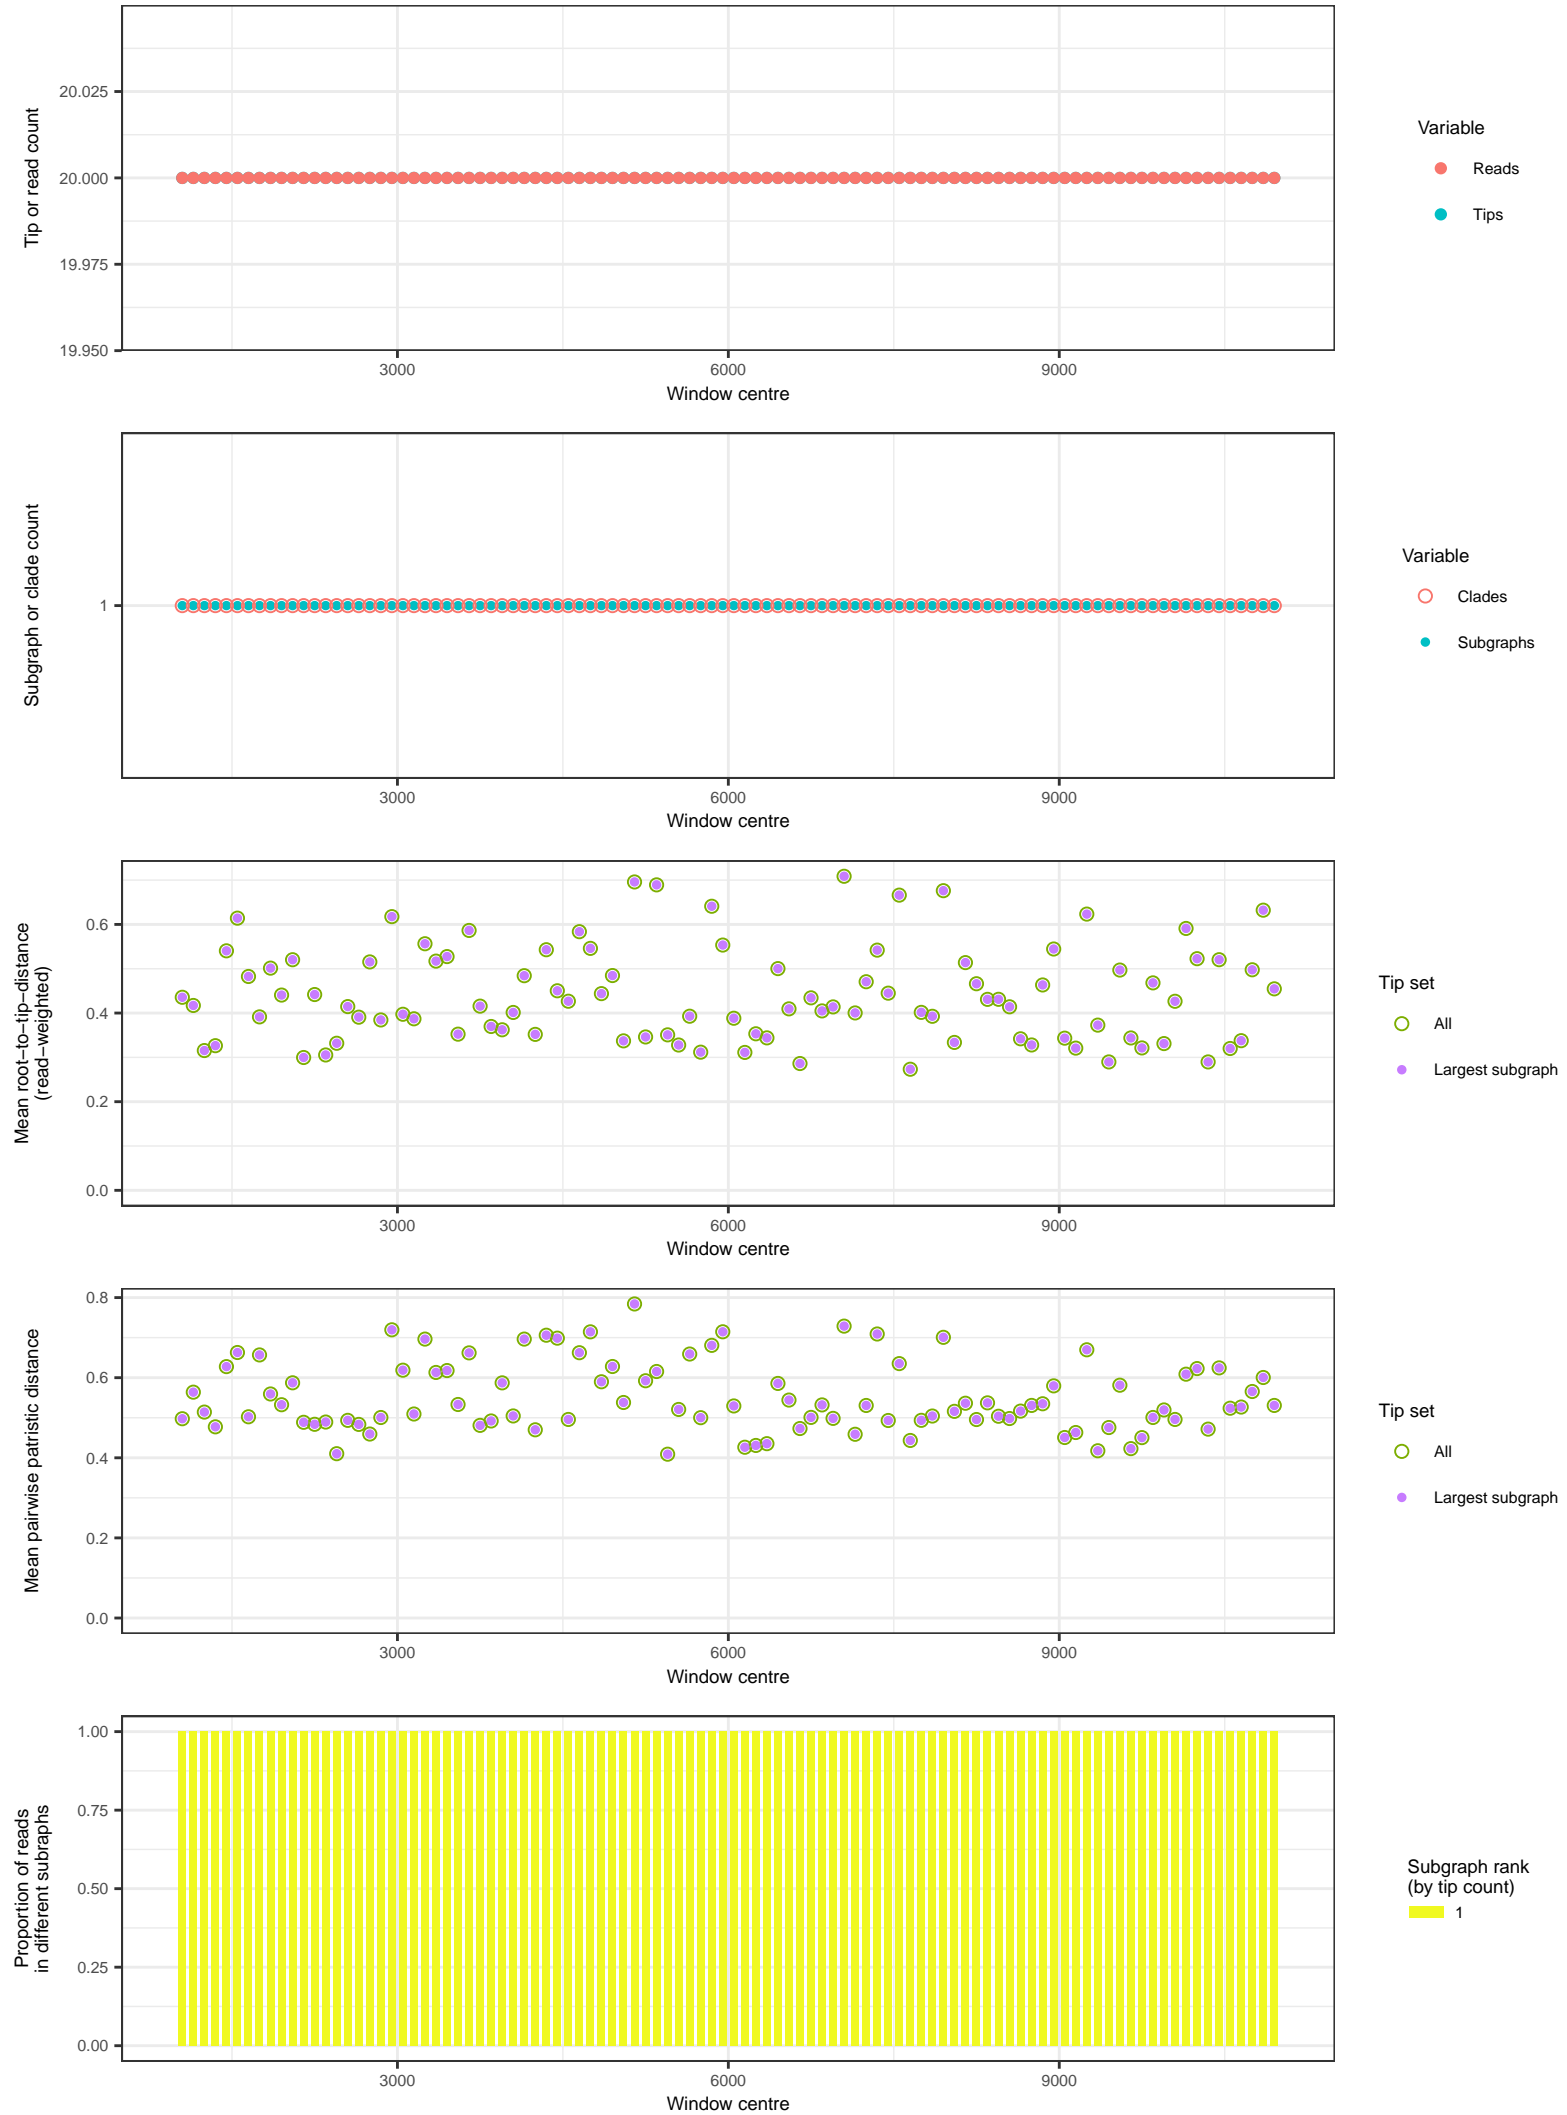 Tip or read count
20.025
20.000
19.975
19.950
3000
6000
9000
Window centre
Variable
Reads
Tips
Subgraph or clade count
1
3000
6000
9000
Window centre
Variable
Clades
Subgraphs
Mean root−to−tip−distance
(read−weighted)
0.6
0.4
0.2
0.0
3000
6000
9000
Window centre
Tip set
All
Largest subgraph
Mean pairwise patristic distance
0.8
0.6
0.4
0.2
0.0
3000
6000
9000
Window centre
Tip set
All
Largest subgraph
Proportion of reads
in different subraphs
1.00
0.75
0.50
0.25
0.00
3000
6000
9000
Window centre
Subgraph rank
(by tip count)
1